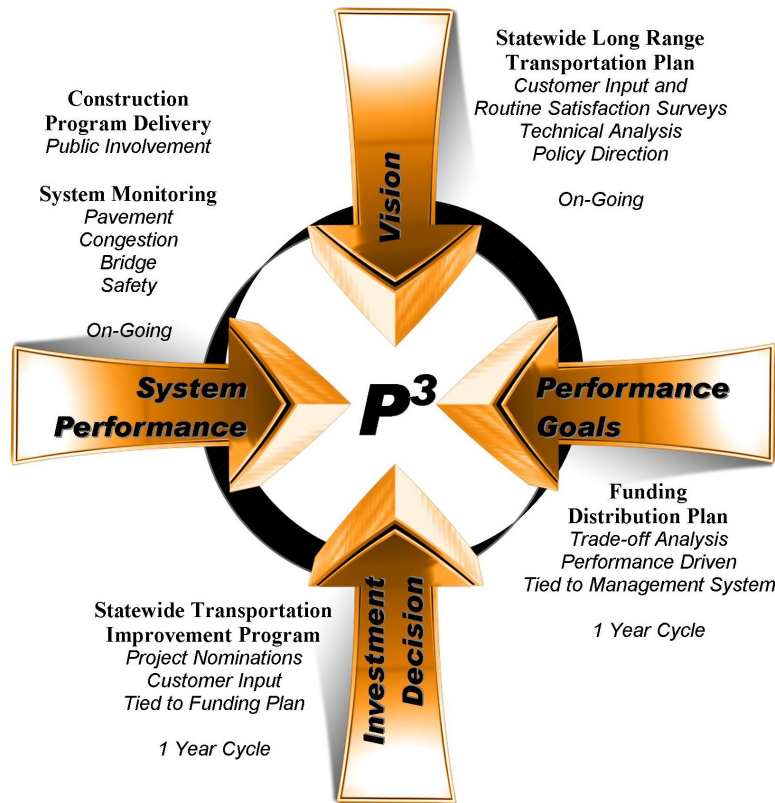 Statewide Long Range
Transportation Plan
Customer Input and
Routine Satisfaction Surveys
Technical Analysis
Policy Direction
On-Going
Construction
Program Delivery
Public Involvement
System Monitoring
Pavement
Congestion
Bridge
Safety
On-Going
Vision
System
Performance
P³
Performance
Goals
Funding
Distribution Plan
Trade-off Analysis
Performance Driven
Tied to Management System
1 Year Cycle
Statewide Transportation
Improvement Program
Project Nominations
Customer Input
Tied to Funding Plan
1 Year Cycle
Investment
Decision